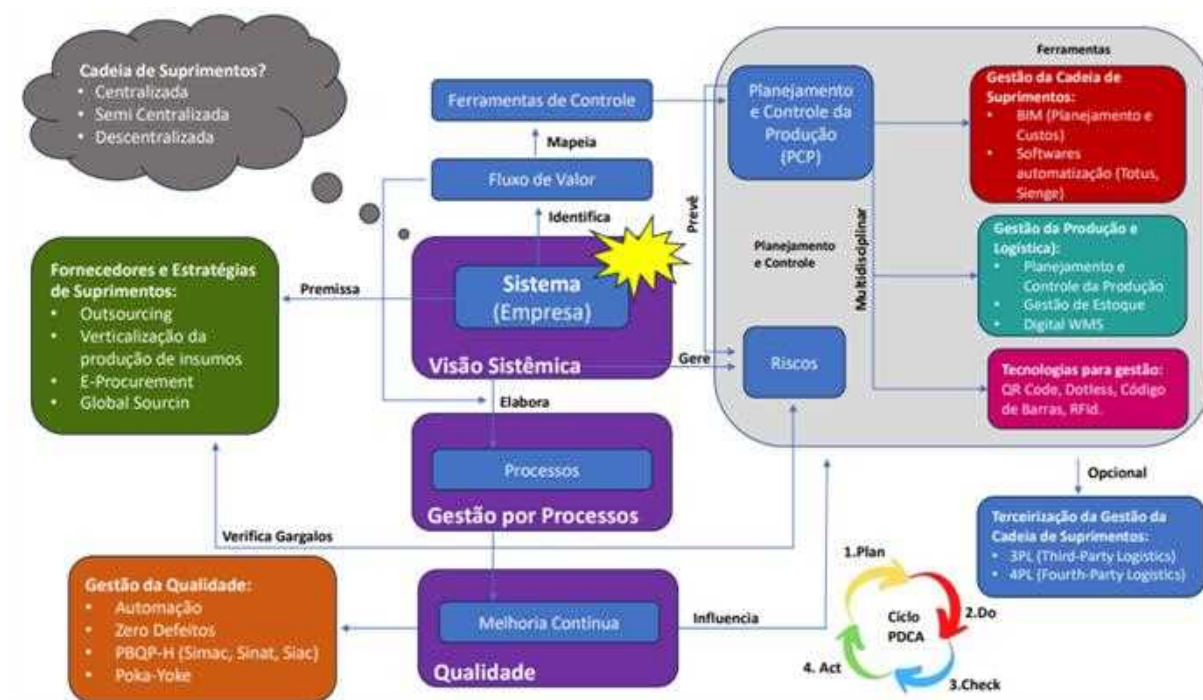 Cadeia de Suprimentos?
• Centralizada
• Semi Centralizada
• Descentralizada
Ferramentas de Controle
Mapeia
Fluxo de Valor
Identifica
Sistema
(Empresa)
Visão Sistêmica
Premissa
Fornecedores e Estratégias
de Suprimentos:
• Outsourcing
• Verticalização da
produção de insumos
• E-Procurement
• Global Sourcin
Elabora
Processos
Gestão por Processos
Verifica Gargalos
Gestão da Qualidade:
• Automação
• Zero Defeitos
• PBQP-H (Simac, Sinat, Siac)
• Poka-Yoke
Melhoria Contínua
Qualidade
Influencia
Gere
Planejamento
e Controle da
Produção
(PCP)
Prevê
Planejamento
e Controle
Riscos
Multidisciplinar
Ferramentas
Gestão da Cadeia de
Suprimentos:
• BIM (Planejamento e
Custos)
• Softwares
automatização (Totus,
Sienge)
Gestão da Produção e
Logística):
• Planejamento e
Controle da Produção
• Gestão de Estoque
• Digital WMS
Tecnologias para gestão:
QR Code, Dotless, Código
de Barras, RFid.
Opcional
Terceirização da Gestão da
Cadeia de Suprimentos:
• 3PL (Third-Party Logistics)
• 4PL (Fourth-Party Logistics)
1.Plan
2.Do
Ciclo
PDCA
4. Act
3.Check